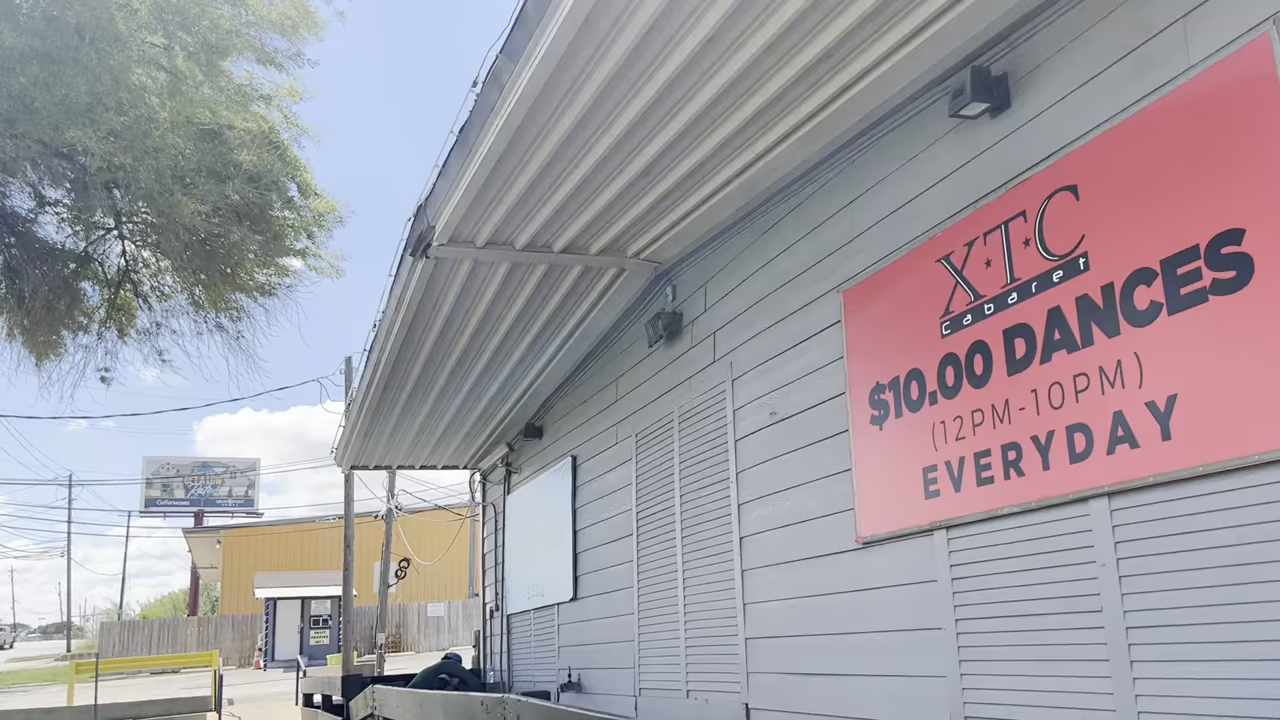 XTC
Cabaret
$10.00 DANCES
(12PM-10PM)
EVERYDAY